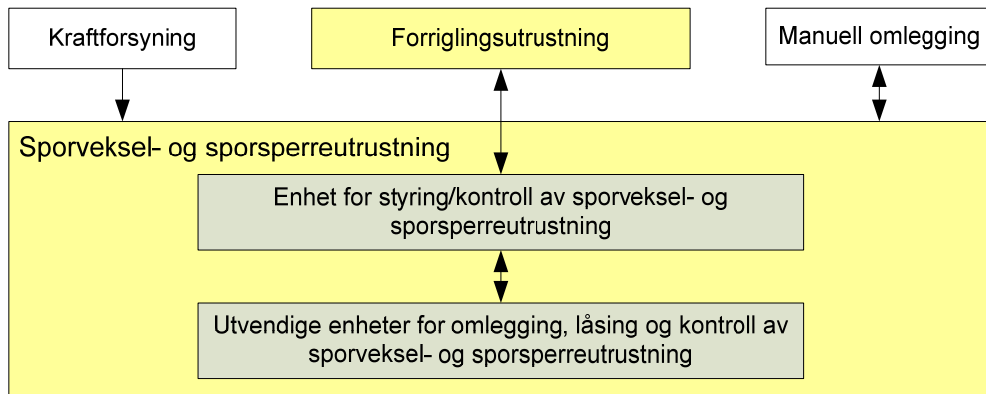 Kraftforsyning
Forriglingsutrustning
Manuell omlegging
Sporveksel- og sporsperreutrustning
Enhet for styring/kontroll av sporveksel- og
sporsperreutrustning
Utvendige enheter for omlegging, låsing og kontroll av
sporveksel- og sporsperreutrustning